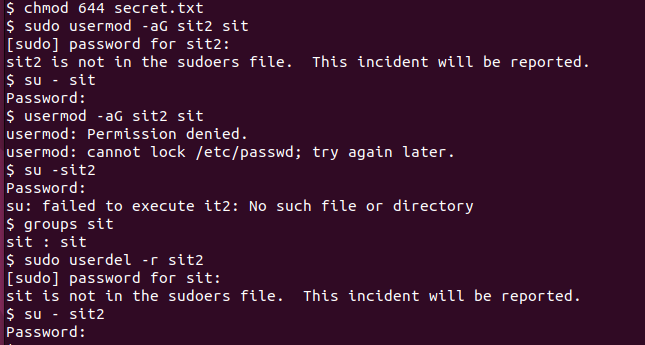 $ chmod 644 secret.txt
$ sudo usermod -aG sit2 sit
[sudo] password for sit2:
sit2 is not in the sudoers file.  This incident will be reported.
$ su - sit
Password:
$ usermod -aG sit2 sit
usermod: Permission denied.
usermod: cannot lock /etc/passwd; try again later.
$ su -sit2
Password:
su: failed to execute it2: No such file or directory
$ groups sit
sit : sit
$ sudo userdel -r sit2
[sudo] password for sit:
sit is not in the sudoers file.  This incident will be reported.
$ su - sit2
Password: